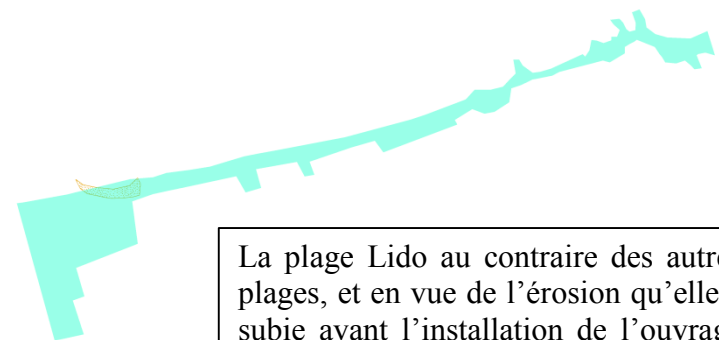 La plage Lido au contraire des autre
plages, et en vue de l'érosion qu'elle
subie avant l'installation de l'ouvrag